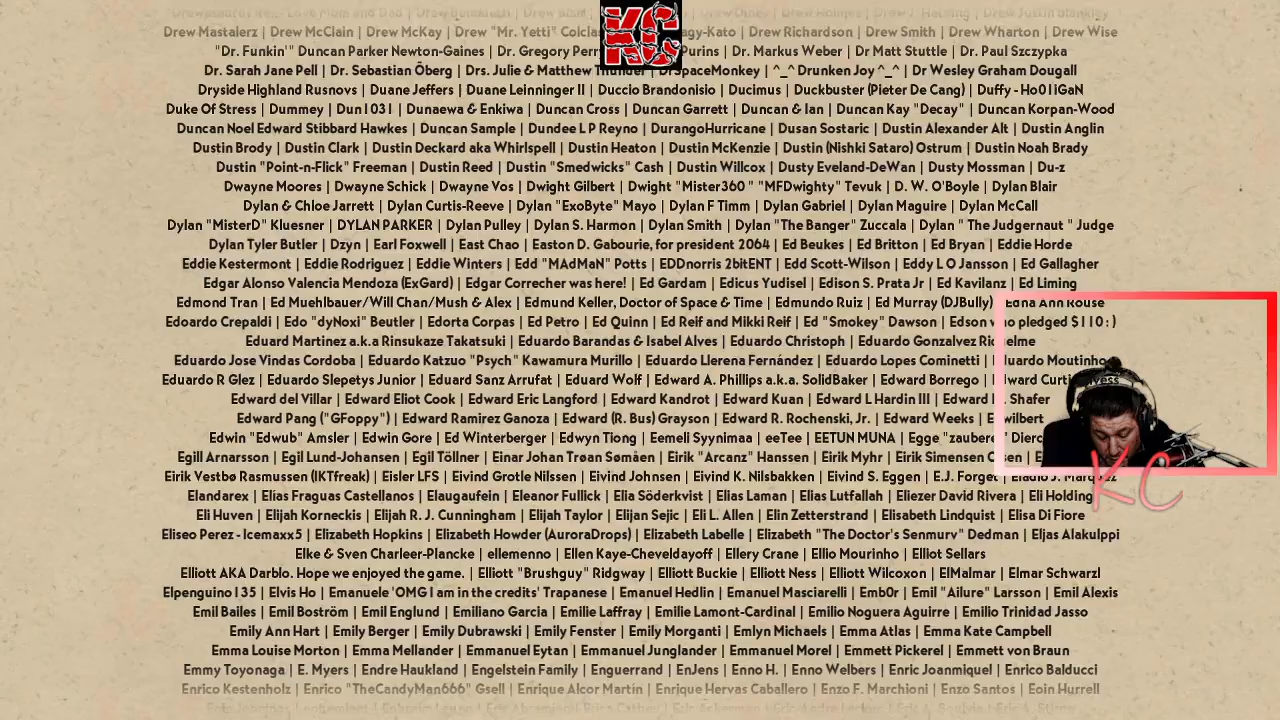 Drew Mastalerz | Drew McClain | Drew McKay | Drew "Mr. Yetti" | Drew Richardson | Drew Smith | Drew Wharton | Drew Wise
KC
"Dr. Funkin'" Duncan Parker Newton-Gaines | Dr. Gregory Purins | Dr. Markus Weber | Dr Matt Stuttle | Dr. Paul Szczypka
Dr. Sarah Jane Pell | Dr. Sebastian Öberg | Drs. Julie & Matthew Thunder | DrSpaceMonkey | ^_^ Drunken Joy ^_^ | Dr Wesley Graham Dougall
Dryside Highland Rusnovs | Duane Jeffers | Duane Leinninger II | Duccio Brandonisio | Ducimus | Duckbuster (Pieter De Cang) | Duffy - Ho01iGaN
Duke Of Stress | Dummey | Dun1031 | Dunaewa & Enkiwa | Duncan Cross | Duncan Garrett | Duncan & Ian | Duncan Kay "Decay" | Duncan Korpan-Wood
Duncan Noel Edward Stibbard Hawkes | Duncan Sample | Dundee L P Reyno | DurangoHurricane | Dusan Sostaric | Dustin Alexander Alt | Dustin Anglin
Dustin Brody | Dustin Clark | Dustin Deckard aka Whirlspell | Dustin Heaton | Dustin McKenzie | Dustin (Nishki Sataro) Ostrum | Dustin Noah Brady
Dustin "Point-n-Flick" Freeman | Dustin Reed | Dustin "Smedwicks" Cash | Dustin Willcox | Dusty Eveland-DeWan | Dusty Mossman | Du-z
Dwayne Moores | Dwayne Schick | Dwayne Vos | Dwight Gilbert | Dwight "Mister360 " "MFDwighty" Tevuk | D. W. O'Boyle | Dylan Blair
Dylan & Chloe Jarrett | Dylan Curtis-Reeve | Dylan "ExoByte" Mayo | Dylan F Timm | Dylan Gabriel | Dylan Maguire | Dylan McCall
Dylan "MisterD" Kluesner | DYLAN PARKER | Dylan Pulley | Dylan S. Harmon | Dylan Smith | Dylan "The Banger" Zuccala | Dylan " The Judgernaut " Judge
Dylan Tyler Butler | Dzyn | Earl Foxwell | East Chao | Easton D. Gabourie, for president 2064 | Ed Beukes | Ed Britton | Ed Bryan | Eddie Horde
Eddie Kestermont | Eddie Rodriguez | Eddie Winters | Edd "MAdMaN" Potts | EDDnorris 2bitENT | Edd Scott-Wilson | Eddy L O Jansson | Ed Gallagher
Edgar Alonso Valencia Mendoza (ExGard) | Edgar Correcher was here! | Ed Gardam | Edicus Yudisel | Edison S. Prata Jr | Ed Kavilanz | Ed Liming
Edmond Tran | Ed Muehlbauer/Will Chan/Mush & Alex | Edmund Keller, Doctor of Space & Time | Edmundo Ruiz | Ed Murray (DJBully) | Edna Ann Rouse
Edoardo Crepaldi | Edo "dyNoxi" Beutler | Edorta Corpas | Ed Petro | Ed Quinn | Ed Reif and Mikki Reif | Ed "Smokey" Dawson | Edson who pledged $110 : )
Eduard Martinez a.k.a Rinsukaze Takatsuki | Eduardo Barandas & Isabel Alves | Eduardo Christoph | Eduardo Gonzalvez
Eduardo Jose Vindas Cordoba | Eduardo Katzuo "Psych" Kawamura Murillo | Eduardo Llerena Fernández | Eduardo Lopes Cominetti | Eduardo Moutinho
Eduardo R Glez | Eduardo Slepetys Junior | Eduard Sanz Arrufat | Eduard Wolf | Edward A. Phillips a.k.a. SolidBaker | Edward Borrego | Edward
Edward del Villar | Edward Eliot Cook | Edward Eric Langford | Edward Kandrot | Edward Kuan | Edward L Hardin III | Edward Shafer
Edward Pang ("GFoppy") | Edward Ramirez Ganoza | Edward (R. Bus) Grayson | Edward R. Rochenski, Jr. | Edward Weeks |
Edwin "Edwub" Amsler | Edwin Gore | Ed Winterberger | Edwyn Tiong | Eemeli Syynimaa | eeTee | EETUN MUNA | Egge
Egill Arnarsson | Egil Lund-Johansen | Egil Töllner | Einar Johan Trøan Sømåen | Eirik "Arcanz" Hanssen | Eirik Myhr | Eirik Simensen
Eirik Vestbø Rasmussen (IKTfreak) | Eisler LFS | Eivind Grotle Nilssen | Eivind Johnsen | Eivind K. Nilsbakken | Eivind S. Eggen | E.J. Forget | Eladio J. Marquez
Elandarex | Elías Fraguas Castellanos | Elaugaufein | Eleanor Fullick | Elia Söderkvist | Elias Laman | Elias Lutfallah | Eliezer David Rivera | Eli Holding
KC
Eli Huven | Elijah Korneckis | Elijah R. J. Cunningham | Elijah Taylor | Elijan Sejic | Eli L. Allen | Elin Zetterstrand | Elisabeth Lindquist | Elisa Di Fiore
Eliseo Perez - Icemaxx5 | Elizabeth Hopkins | Elizabeth Howder (AuroraDrops) | Elizabeth Labelle | Elizabeth "The Doctor's Senmurv" Dedman | Eljas Alakulppi
Elke & Sven Charleer-Plancke | ellemenno | Ellen Kaye-Cheveldayoff | Ellery Crane | Ellio Mourinho | Elliot Sellars
Elliott AKA Darblo. Hope we enjoyed the game. | Elliott "Brushguy" Ridgway | Elliott Buckie | Elliott Ness | Elliott Wilcoxon | ElMalmar | Elmar Schwarzl
Elpenguino135 | Elvis Ho | Emanuele 'OMG I am in the credits' Trapanese | Emanuel Hedlin | Emanuel Masciarelli | Emb0r | Emil "Ailure" Larsson | Emil Alexis
Emil Bailes | Emil Boström | Emil Englund | Emiliano Garcia | Emilie Laffray | Emilie Lamont-Cardinal | Emilio Noguera Aguirre | Emilio Trinidad Jasso
Emily Ann Hart | Emily Berger | Emily Dubrawski | Emily Fenster | Emily Morganti | Emlyn Michaels | Emma Atlas | Emma Kate Campbell
Emma Louise Morton | Emma Mellander | Emmanuel Eytan | Emmanuel Junglander | Emmanuel Morel | Emmett Pickerel | Emmett von Braun
Emmy Toyonaga | E. Myers | Endre Haukland | Engelstein Family | Enguerrand | EnJens | Enno H. | Enno Welbers | Enric Joanmiquel | Enrico Balducci
Enrico Kestenholz | Enrico "TheCandyMan666" Gsell | Enrique Alcor Martín | Enrique Hervas Caballero | Enzo F. Marchioni | Enzo Santos | Eoin Hurrell